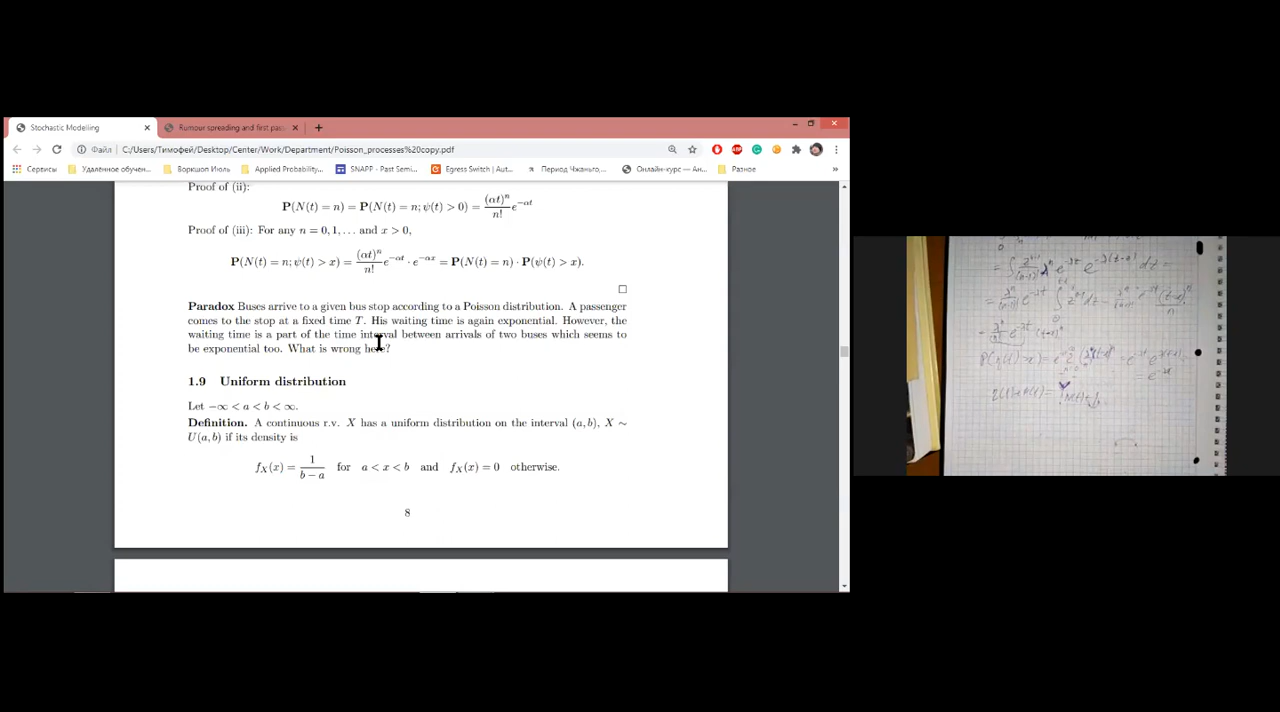 Stochastic Modelling
Rumour spreading and first pas
Файл
C:/Users/Тимофей/Desktop/Center/Work/Department/Poisson_processes%20copy.pdf
Сервисы
Удаленное обучен...
Воркшоп Июль
Applied Probability...
SNAPP - Past Semi...
Egress Switch | Aut...
Период Чжаньго,...
Онлайн-курс — Ан...
Разное
»
Proof of (ii):
P(N(t) = n) = P(N(t) = n; ψ(t) > 0) = (αt)^n / n! e^{−αt}
Proof of (iii): For any n = 0, 1, . . . and x > 0,
P(N(t) = n; ψ(t) > x) = (αt)^n / n! e^{−αt} · e^{−αx} = P(N(t) = n) · P(ψ(t) > x).
□
Paradox Buses arrive to a given bus stop according to a Poisson distribution. A passenger
comes to the stop at a fixed time T. His waiting time is again exponential. However, the
waiting time is a part of the time interval between arrivals of two buses which seems to
be exponential too. What is wrong here?
1.9 Uniform distribution
Let −∞ < a < b < ∞.
Definition. A continuous r.v. X has a uniform distribution on the interval (a, b), X ∼
U(a, b) if its density is
f_X(x) = 1 / (b − a) for a < x < b and f_X(x) = 0 otherwise.
8